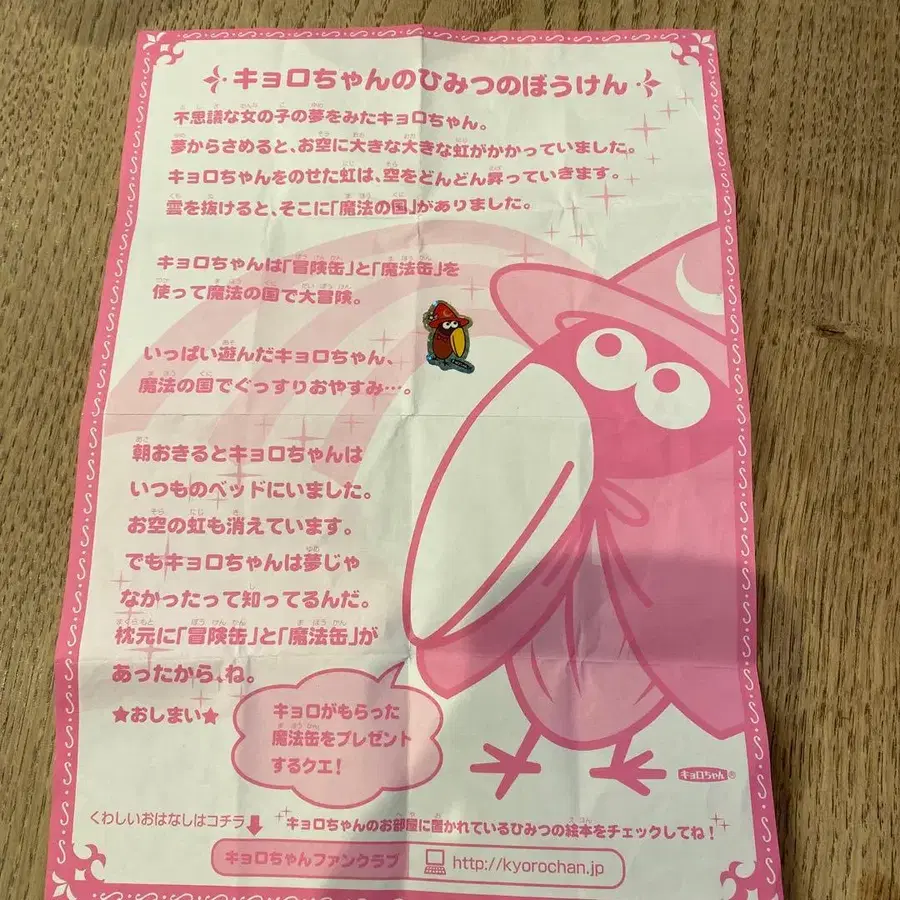 キョロちゃんのひみつのぼうけん
不思議な女の子の夢をみたキョロちゃん。
夢からさめると、お空に大きな大きな虹がかかっていました。
キョロちゃんをのせた虹は、空をどんどん昇っていきます。
雲を抜けると、そこに「魔法の国」がありました。
キョロちゃんは「冒険缶」と「魔法缶」を
使って魔法の国で大冒険。
いっぱい遊んだキョロちゃん、
魔法の国でぐっすりおやすみ…。
朝おきるとキョロちゃんは
いつものベッドにいました。
お空の虹も消えています。
でもキョロちゃんは夢じゃ
なかったって知ってるんだ。
枕元に「冒険缶」と「魔法缶」が
あったから、ね。
★おしまい★
キョロがもらった
魔法缶をプレゼント
するクエ!
キョロちゃん®
くわしいおはなしはコチラ
キョロちゃんのお部屋に置かれているひみつの絵本をチェックしてね!
キョロちゃんファンクラブ http://kyorochan.jp